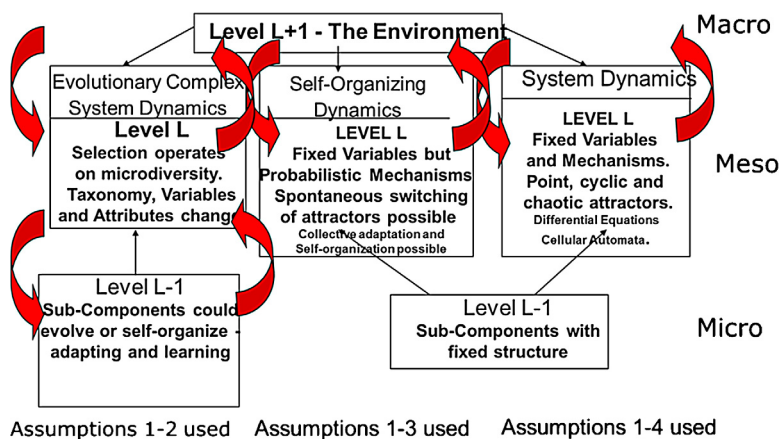 Macro
Level L+1 - The Environment
Evolutionary Complex
System Dynamics
Level L
Selection operates
on microdiversity.
Taxonomy, Variables
and Attributes change
Self-Organizing
Dynamics
LEVEL L
Fixed Variables but
Probabilistic Mechanisms
Spontaneous switching
of attractors possible
Collective adaptation and
Self-organization possible
System Dynamics
LEVEL L
Fixed Variables
and Mechanisms.
Point, cyclic and
chaotic attractors.
Differential Equations
Cellular Automata.
Meso
Level L-1
Sub-Components could
evolve or self-organize -
adapting and learning
Level L-1
Sub-Components with
fixed structure
Micro
Assumptions 1-2 used
Assumptions 1-3 used
Assumptions 1-4 used